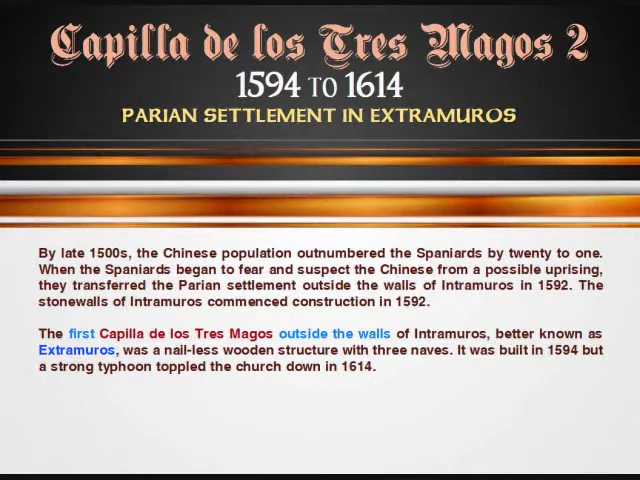 Capilla de los Tres Magos 2
1594 TO 1614
PARIAN SETTLEMENT IN EXTRAMUROS
By late 1500s, the Chinese population outnumbered the Spaniards by twenty to one.
When the Spaniards began to fear and suspect the Chinese from a possible uprising,
they transferred the Parian settlement outside the walls of Intramuros in 1592. The
stonewalls of Intramuros commenced construction in 1592.
The first Capilla de los Tres Magos outside the walls of Intramuros, better known as
Extramuros, was a nail-less wooden structure with three naves. It was built in 1594 but
a strong typhoon toppled the church down in 1614.